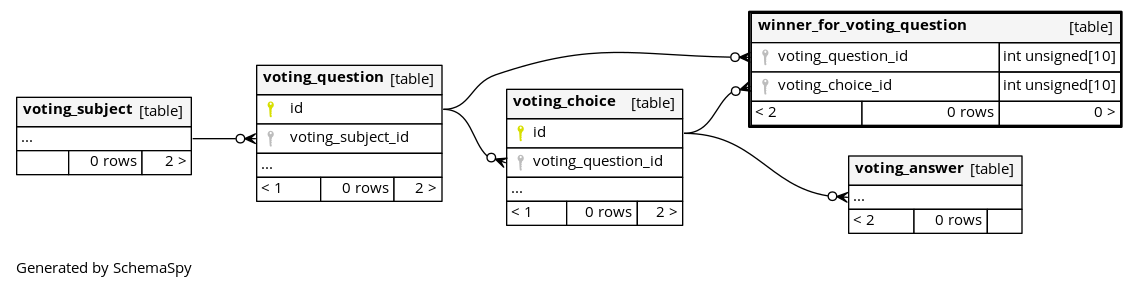 voting_subject [table]
...
0 rows 2 >
voting_question [table]
id
voting_subject_id
...
< 1 0 rows 2 >
voting_choice [table]
id
voting_question_id
...
< 1 0 rows 2 >
winner_for_voting_question [table]
voting_question_id int unsigned[10]
voting_choice_id int unsigned[10]
< 2 0 rows 0 >
voting_answer [table]
...
< 2 0 rows
Generated by SchemaSpy